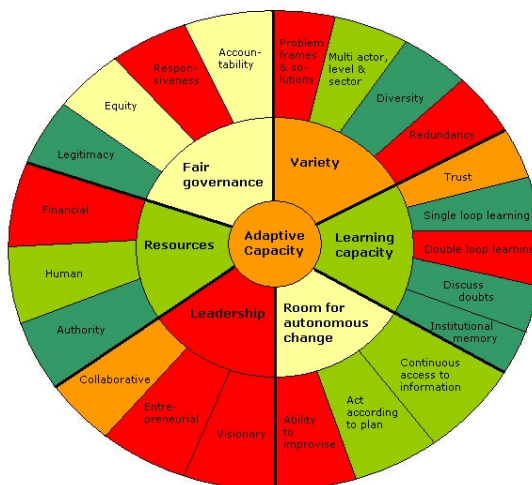 Problem
frames
& so-
lutions
Multi actor,
level &
sector
Diversity
Redundancy
Variety
Trust
Single loop learning
Double loop learning
Discuss
doubts
Institutional
memory
Learning
capacity
Continuous
access to
information
Act
according
to plan
Ability
to
improvise
Room for
autonomous
change
Visionary
Entre-
preneurial
Collaborative
Leadership
Authority
Human
Financial
Resources
Legitimacy
Equity
Respon-
siveness
Accoun-
tability
Fair
governance
Adaptive
Capacity